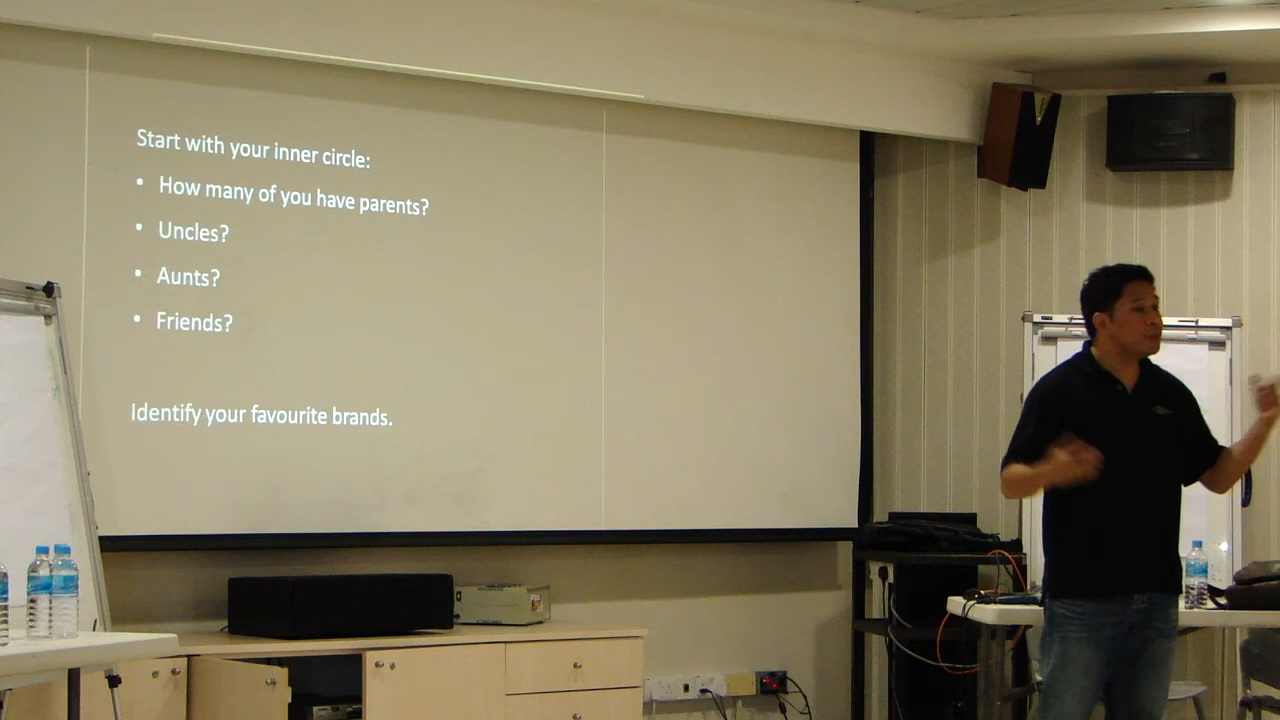 Start with your inner circle:
• How many of you have parents?
• Uncles?
• Aunts?
• Friends?
Identify your favourite brands.